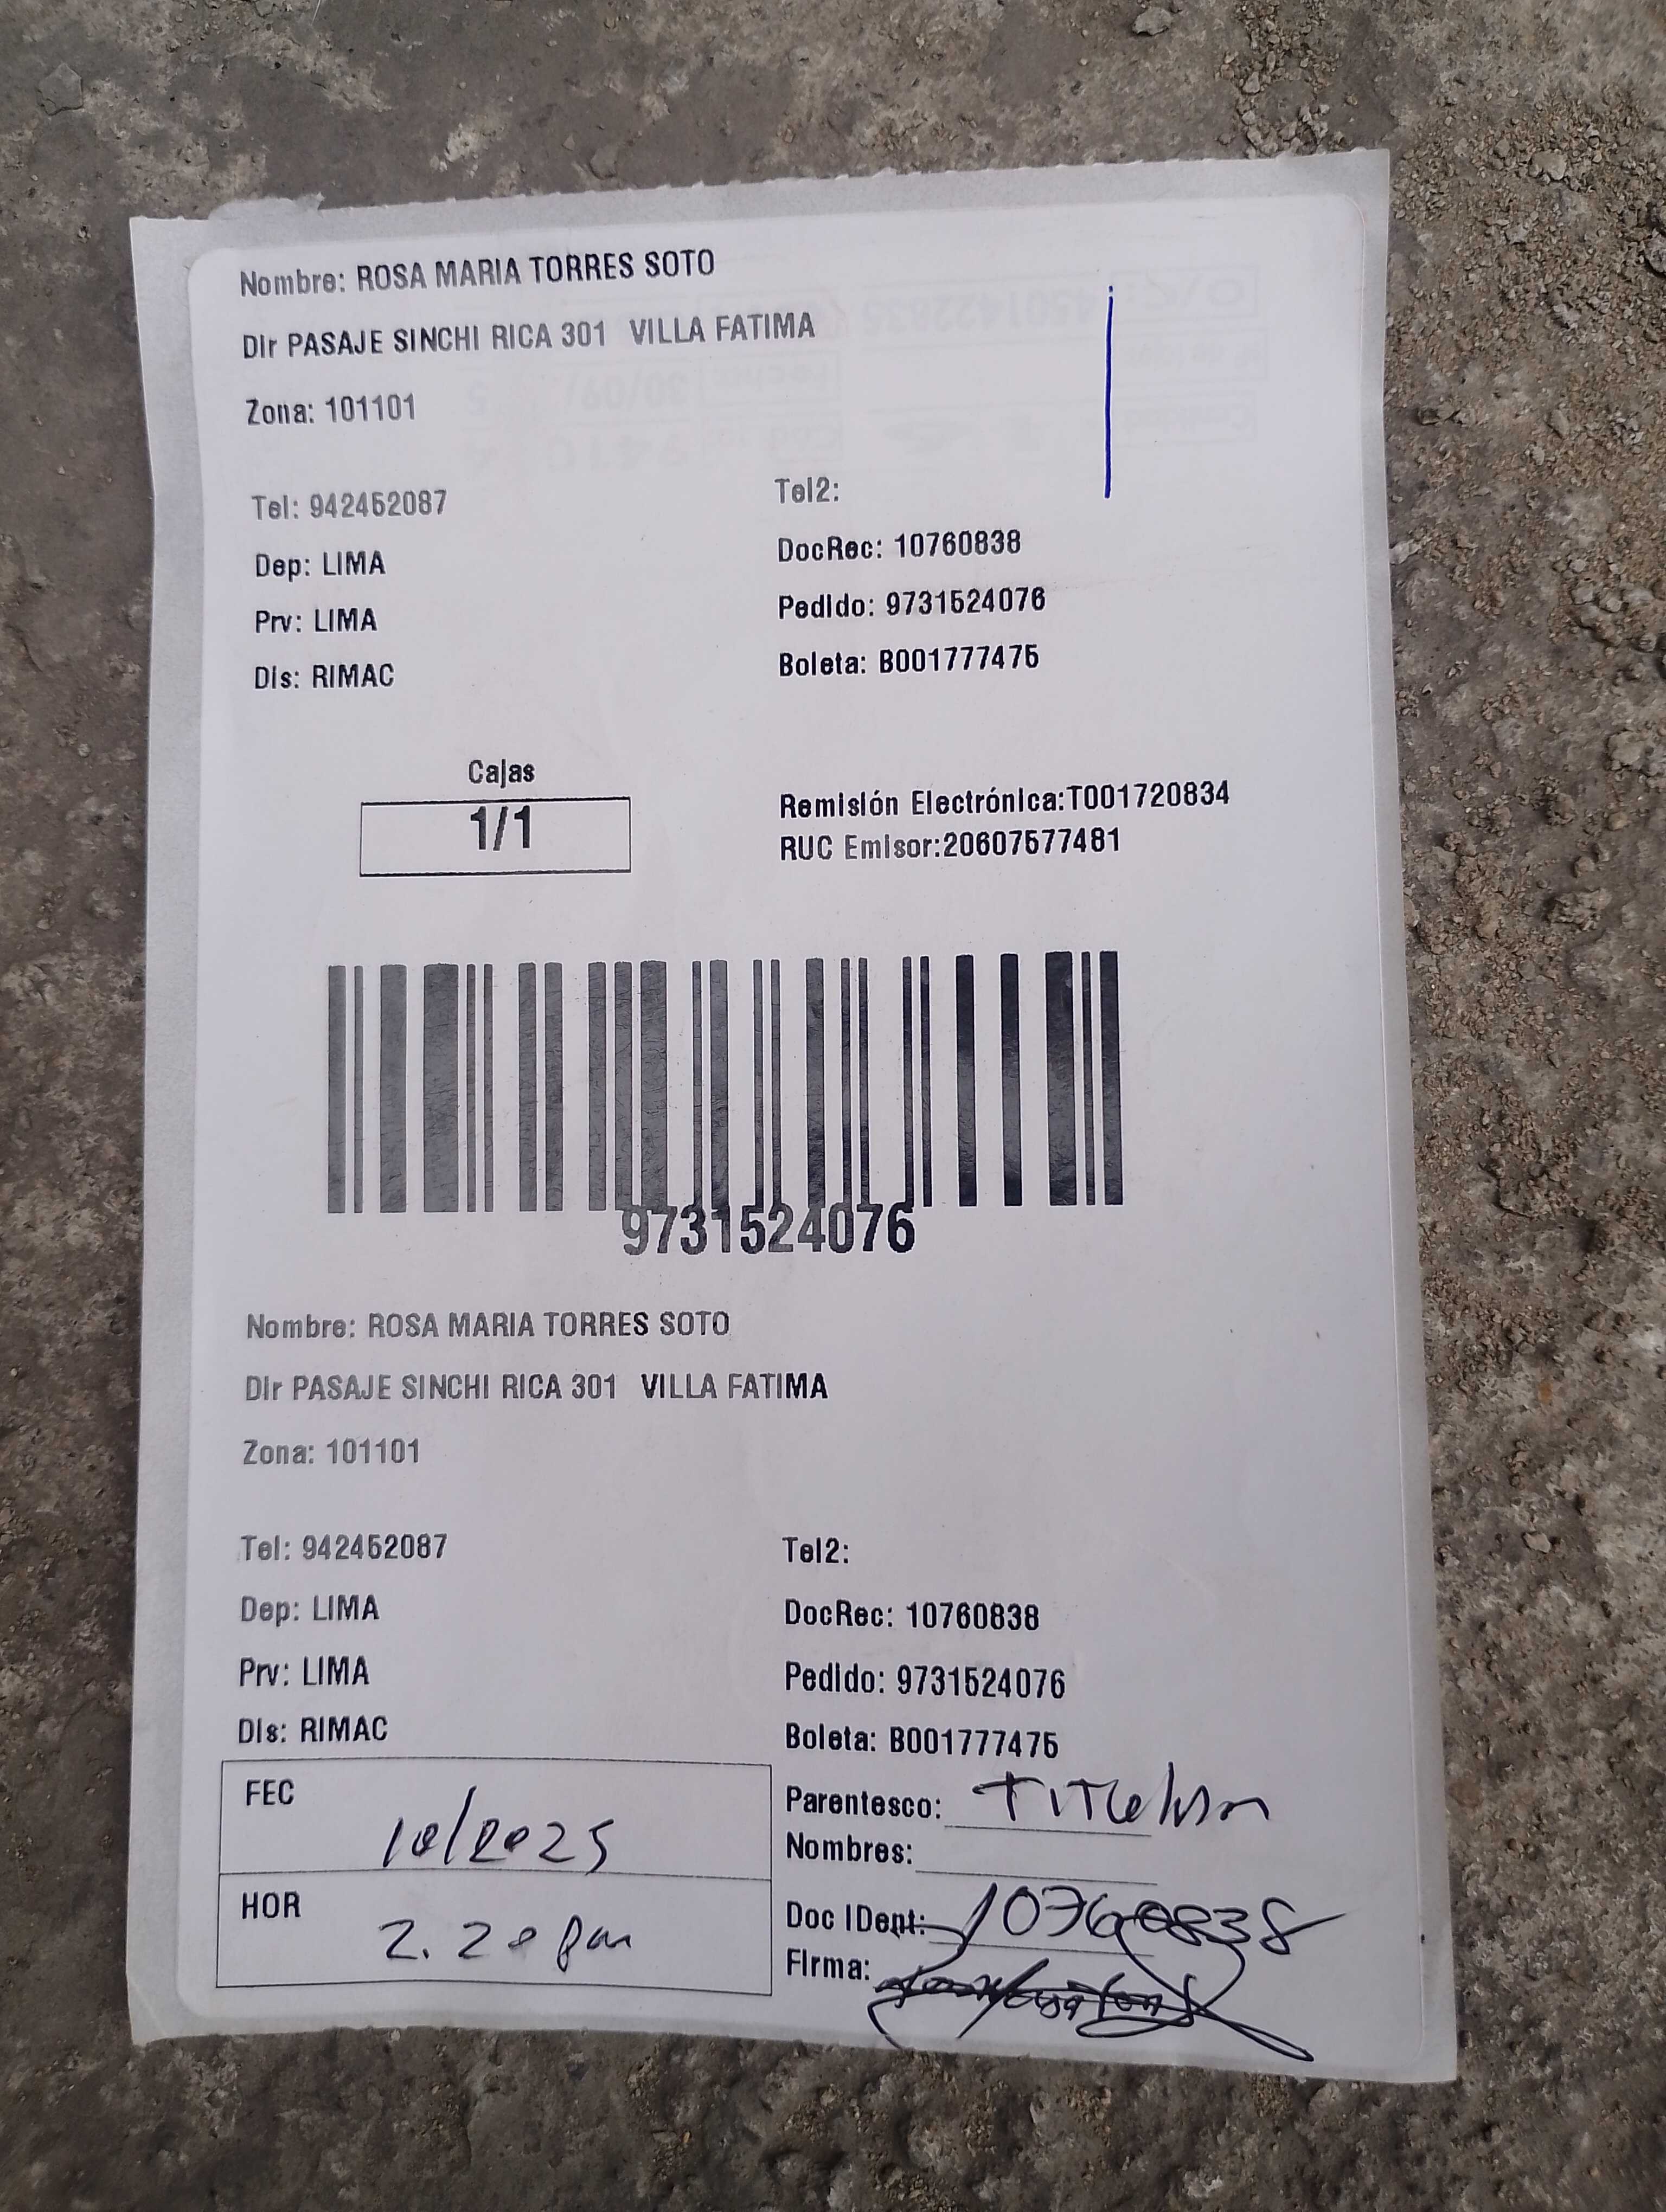 Nombre: ROSA MARIA TORRES SOTO
Dir PASAJE SINCHI RICA 301 VILLA FATIMA
Zona: 101101
Tel: 942452087
Tel2:
Dep: LIMA
DocRec: 10760838
Prv: LIMA
Pedido: 9731524076
Dis: RIMAC
Boleta: B001777475
Cajas
1/1
Remisión Electrónica:T001720834
RUC Emisor:20607577481
9731524076
Nombre: ROSA MARIA TORRES SOTO
Dir PASAJE SINCHI RICA 301 VILLA FATIMA
Zona: 101101
Tel: 942452087
Tel2:
Dep: LIMA
DocRec: 10760838
Prv: LIMA
Pedido: 9731524076
Dis: RIMAC
Boleta: B001777475
FEC
10/2025
Parentesco: TITular
Nombres:
HOR
2.20 pm
Doc IDent: 10760838
Firma: